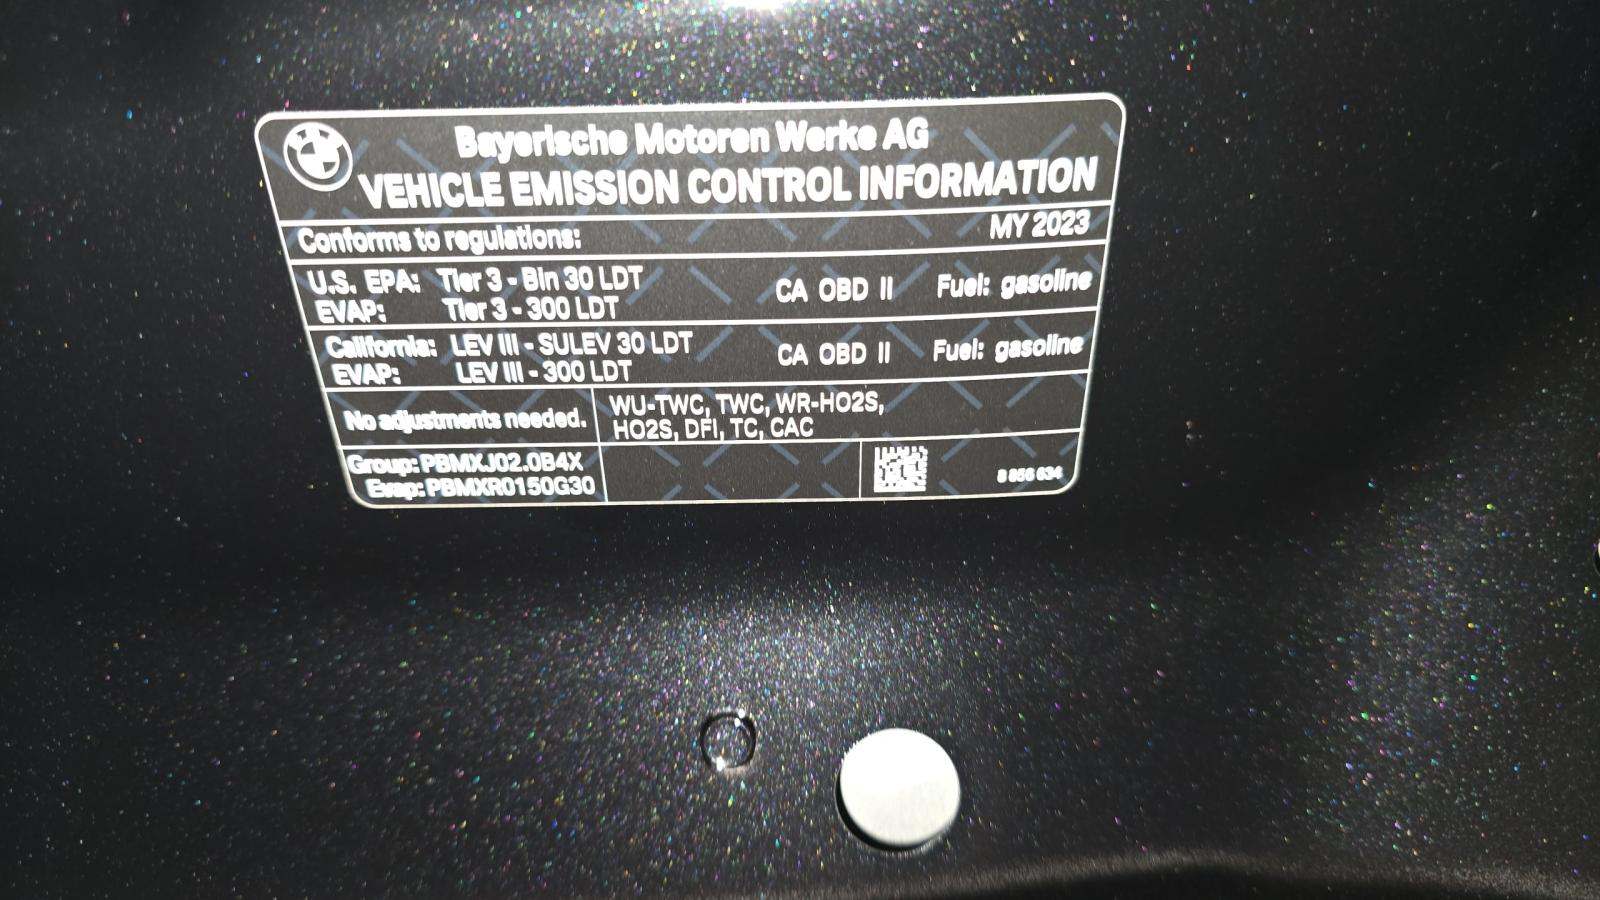 Bayerische Motoren Werke AG
VEHICLE EMISSION CONTROL INFORMATION
Conforms to regulations: MY 2023
U.S. EPA: Tier 3 - Bin 30 LDT CA OBD II Fuel: gasoline
EVAP: Tier 3 - 300 LDT
California: LEV III - SULEV 30 LDT CA OBD II Fuel: gasoline
EVAP: LEV III - 300 LDT
No adjustments needed. WU-TWC, TWC, WR-HO2S,
HO2S, DFI, TC, CAC
Group: PBMXJ02.0B4X
Evap: PBMXR0150G30
8 856 634